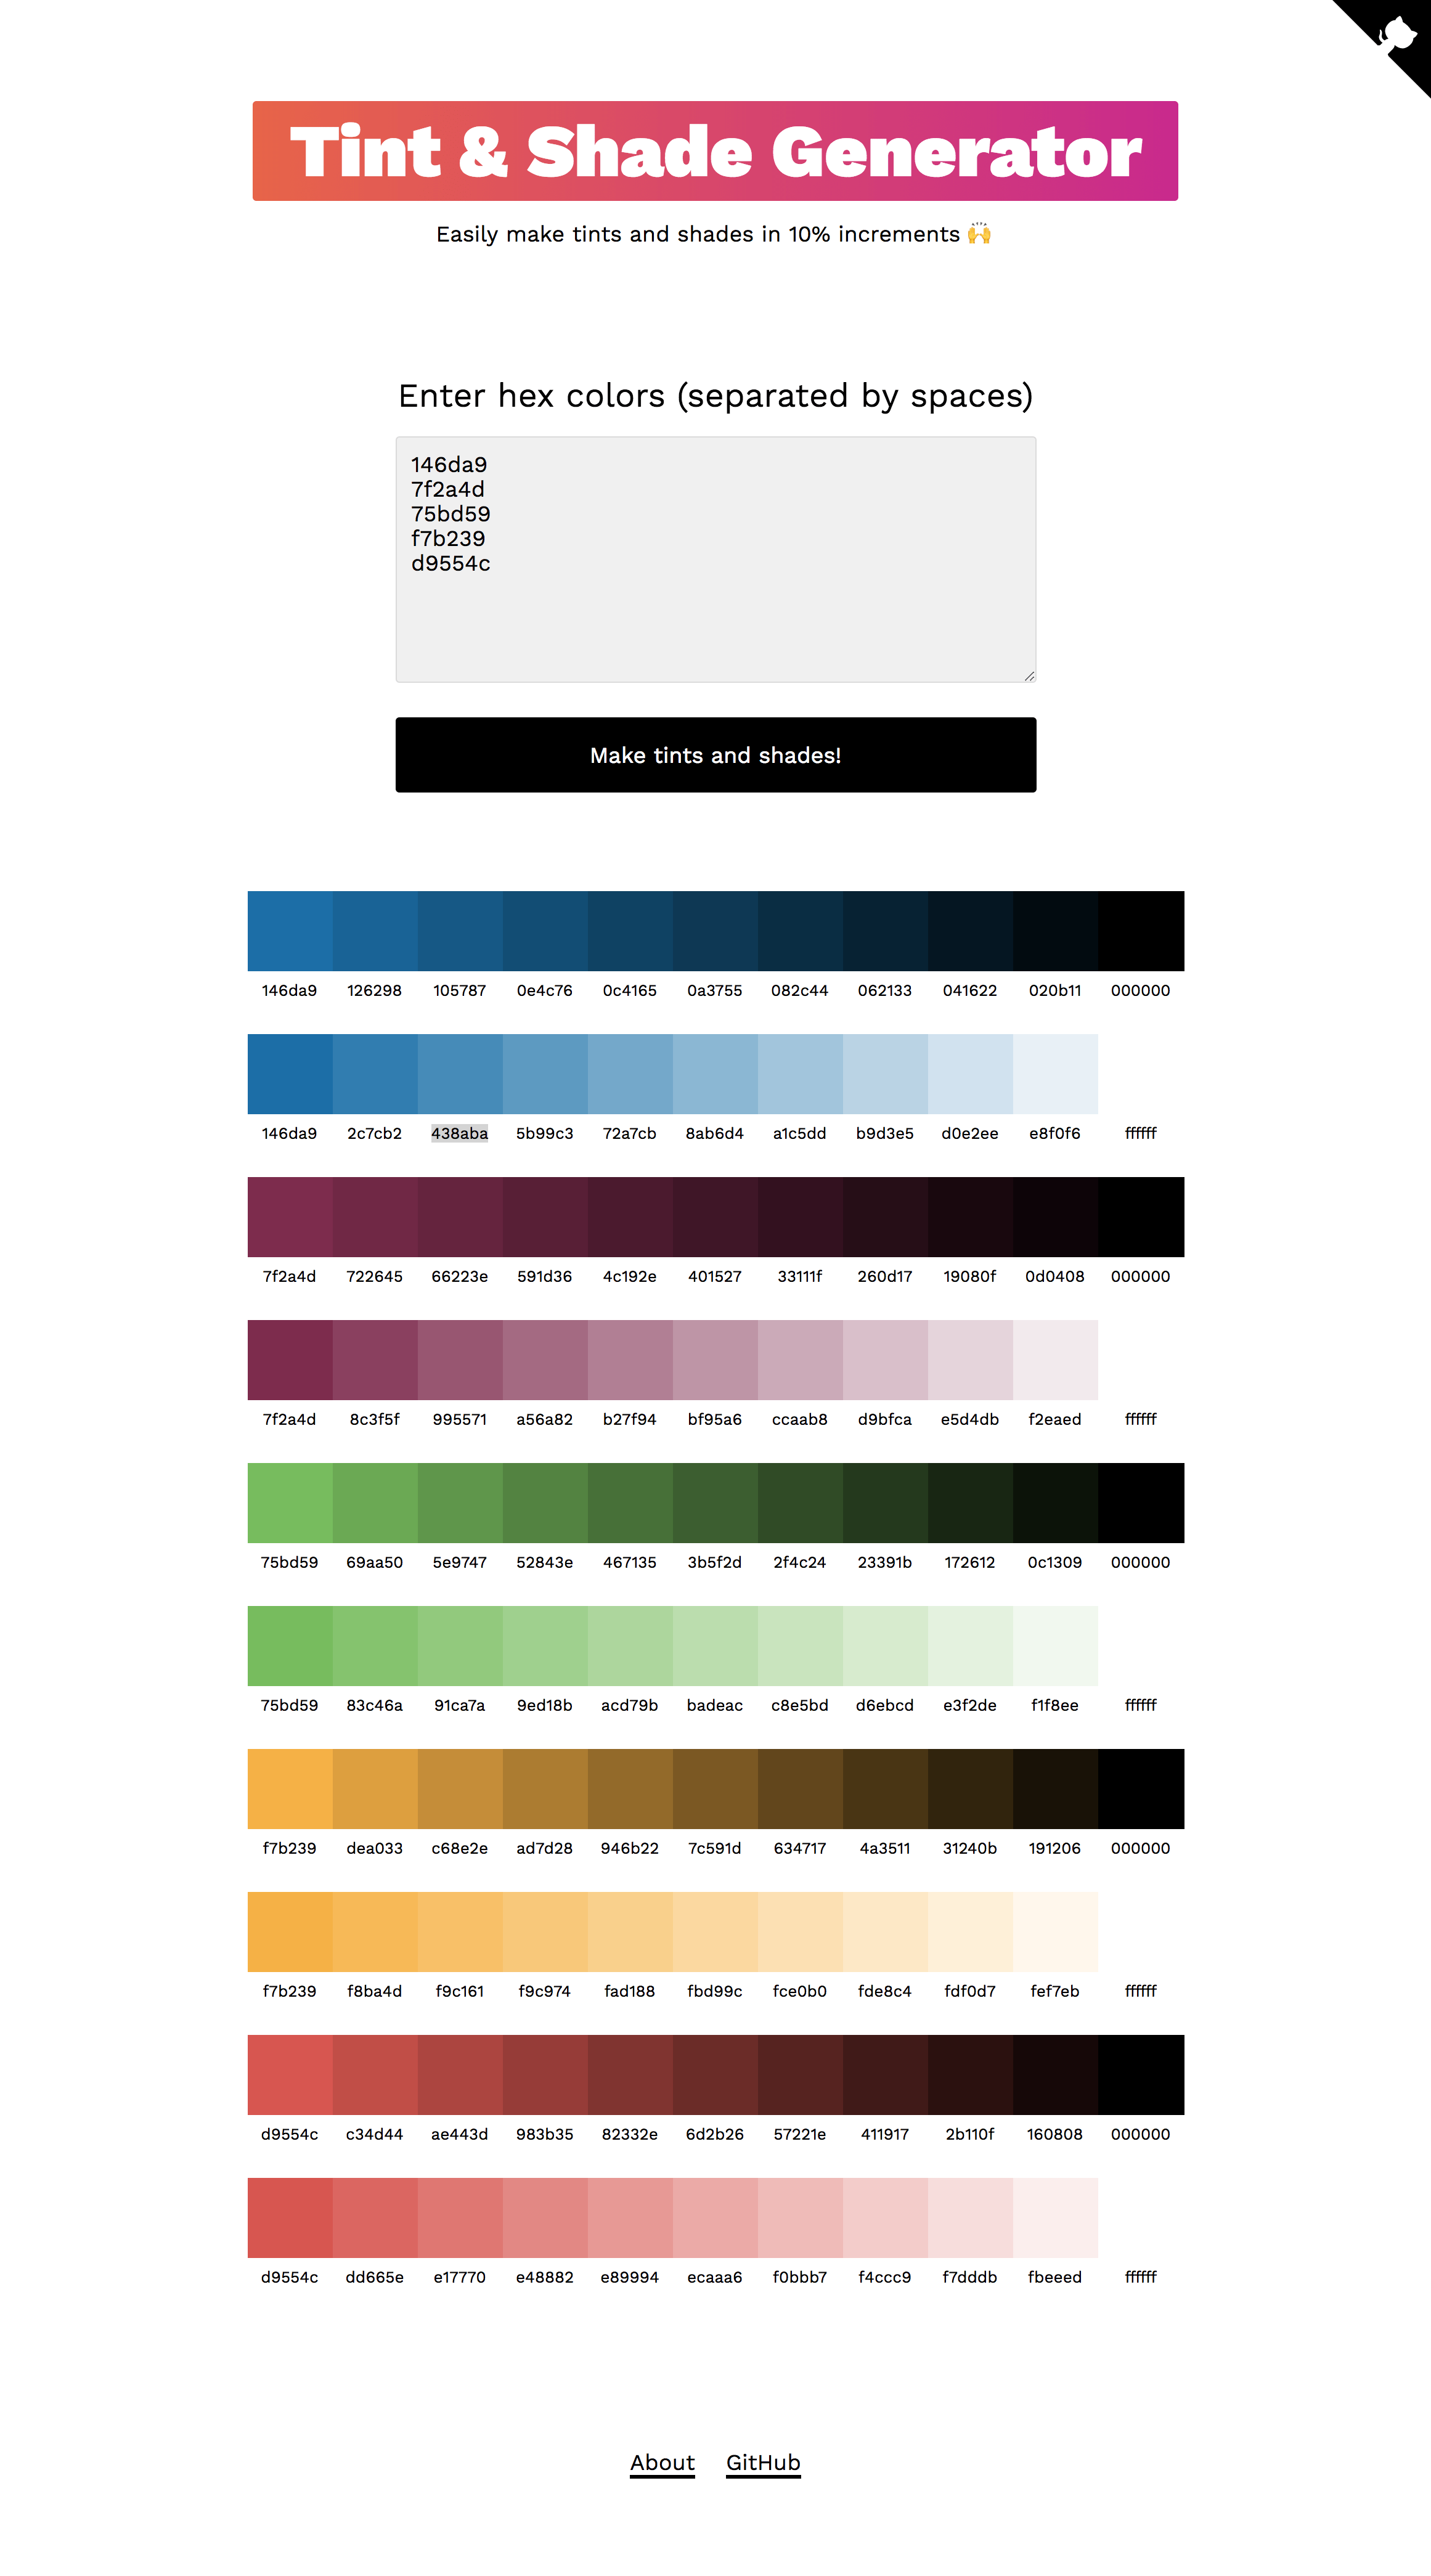 Tint & Shade Generator
Easily make tints and shades in 10% increments 🙌
Enter hex colors (separated by spaces)
146da9
7f2a4d
75bd59
f7b239
d9554c
Make tints and shades!
146da9 126298 105787 0e4c76 0c4165 0a3755 082c44 062133 041622 020b11 000000
146da9 2c7cb2 438aba 5b99c3 72a7cb 8ab6d4 a1c5dd b9d3e5 d0e2ee e8f0f6 ffffff
7f2a4d 722645 66223e 591d36 4c192e 401527 33111f 260d17 19080f 0d0408 000000
7f2a4d 8c3f5f 995571 a56a82 b27f94 bf95a6 ccaab8 d9bfca e5d4db f2eaed ffffff
75bd59 69aa50 5e9747 52843e 467135 3b5f2d 2f4c24 23391b 172612 0c1309 000000
75bd59 83c46a 91ca7a 9ed18b acd79b badeac c8e5bd d6ebcd e3f2de f1f8ee ffffff
f7b239 dea033 c68e2e ad7d28 946b22 7c591d 634717 4a3511 31240b 191206 000000
f7b239 f8ba4d f9c161 f9c974 fad188 fbd99c fce0b0 fde8c4 fdf0d7 fef7eb ffffff
d9554c c34d44 ae443d 983b35 82332e 6d2b26 57221e 411917 2b110f 160808 000000
d9554c dd665e e17770 e48882 e89994 ecaaa6 f0bbb7 f4ccc9 f7dddb fbeeed ffffff
About GitHub